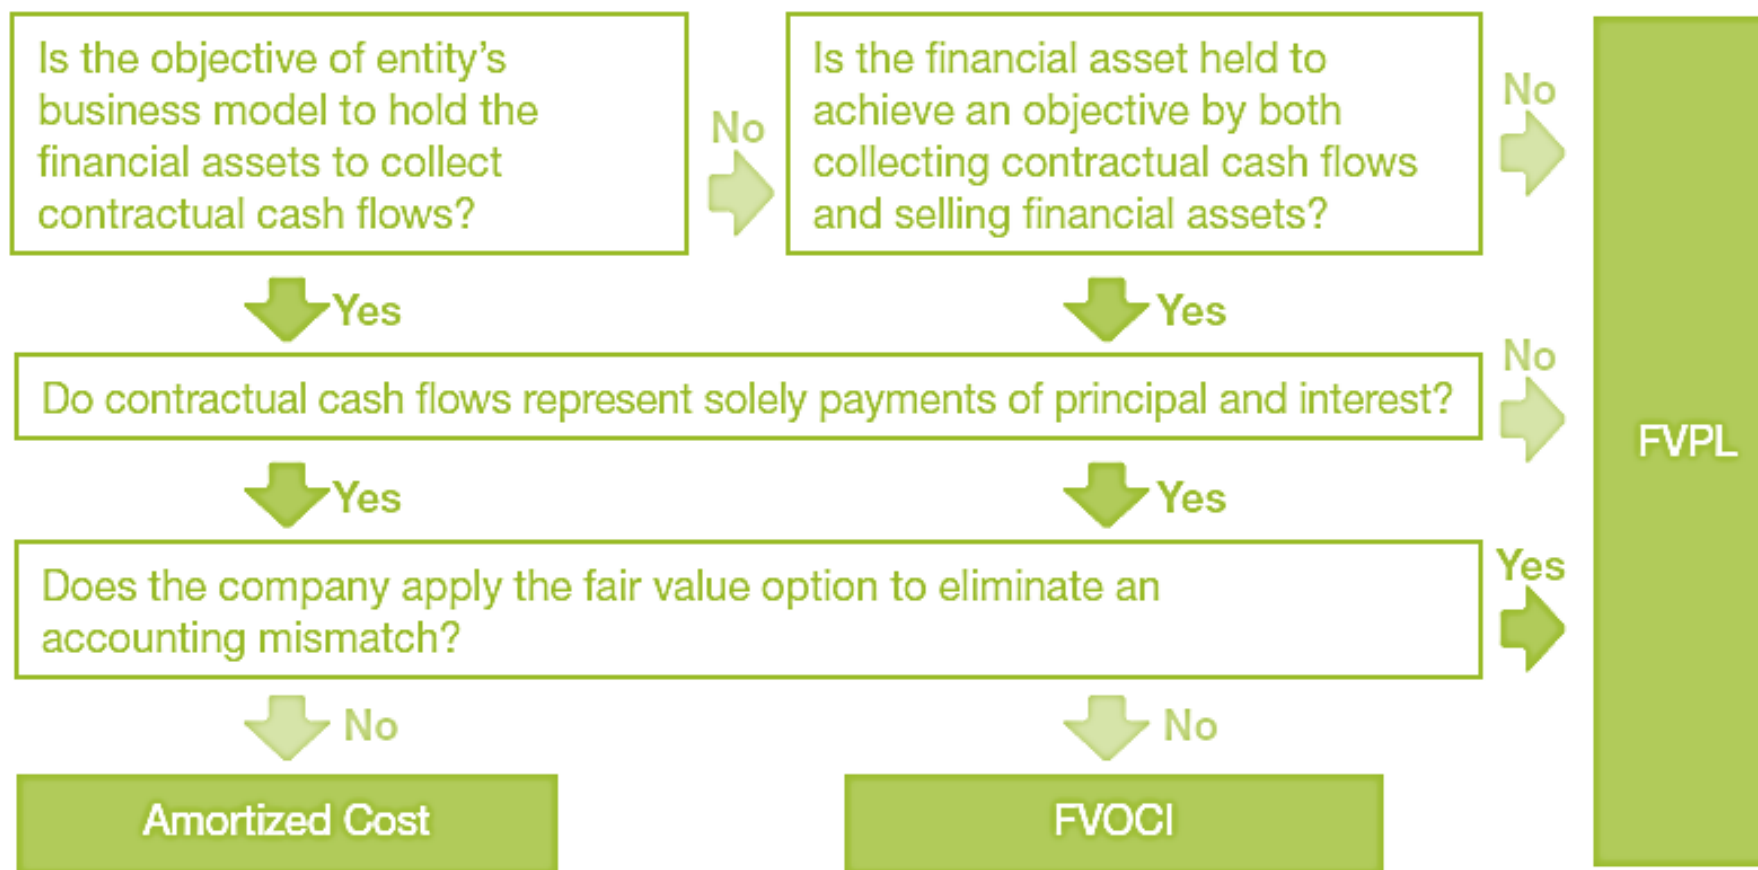 Is the objective of entity's
business model to hold the
financial assets to collect
contractual cash flows?
No
Is the financial asset held to
achieve an objective by both
collecting contractual cash flows
and selling financial assets?
No
Yes
Yes
Do contractual cash flows represent solely payments of principal and interest?
No
FVPL
Yes
Yes
Does the company apply the fair value option to eliminate an
accounting mismatch?
Yes
No
No
Amortized Cost
FVOCI